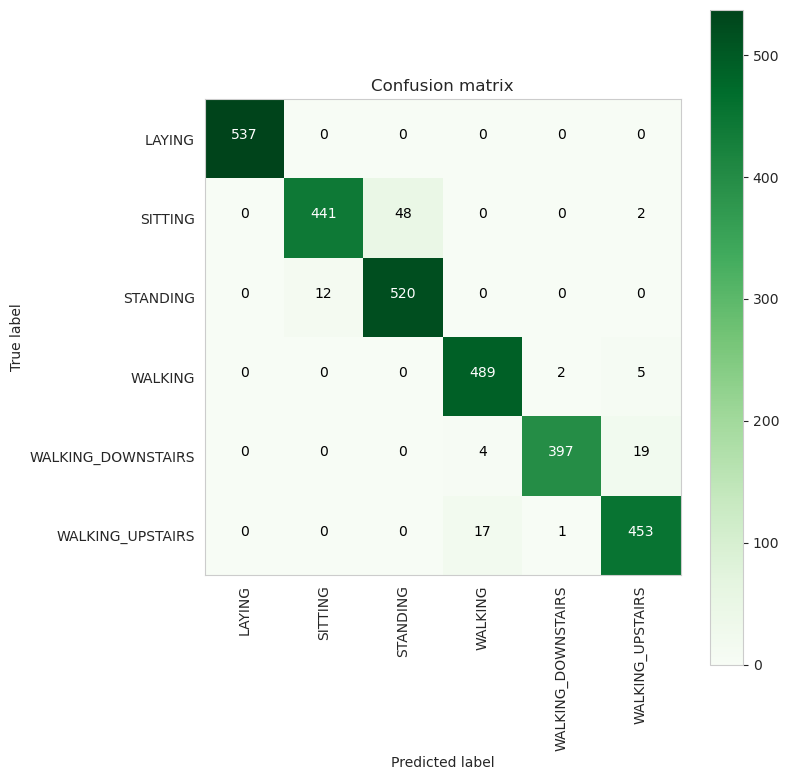 Confusion matrix
True label
LAYING 537 0 0 0 0 0
SITTING 0 441 48 0 0 2
STANDING 0 12 520 0 0 0
WALKING 0 0 0 489 2 5
WALKING_DOWNSTAIRS 0 0 0 4 397 19
WALKING_UPSTAIRS 0 0 0 17 1 453
LAYING
SITTING
STANDING
WALKING
WALKING_DOWNSTAIRS
WALKING_UPSTAIRS
Predicted label
500
400
300
200
100
0